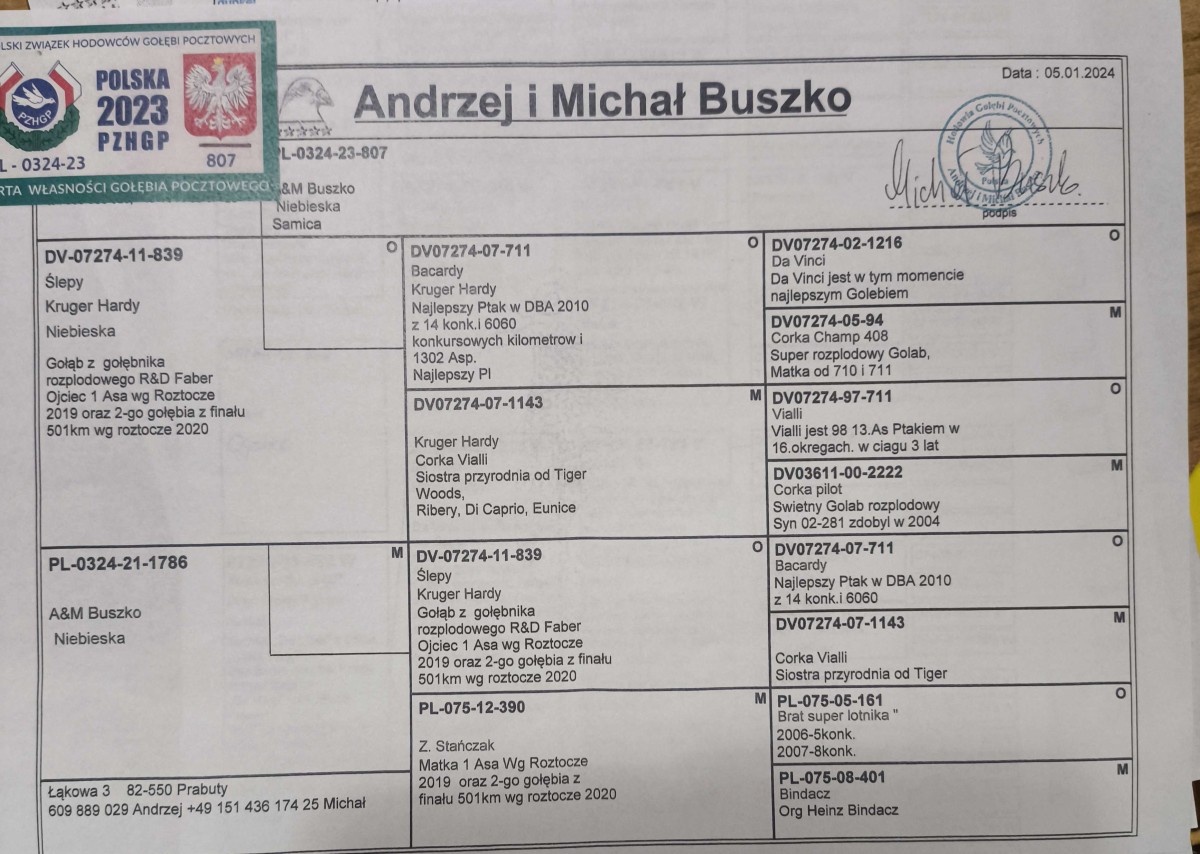 LSKI ZWIĄZEK HODOWCÓW GOŁĘBI POCZTOWYCH
POLSKA
2023
PZHGP
PZHGP
L - 0324-23
807
RTA WŁASNOŚCI GOŁĘBIA POCZTOWEGO
Andrzej i Michał Buszko
Data : 05.01.2024
Hodowla Gołębi Pocztowych
Andrzej i Michał
podpis
PL-0324-23-807
A&M Buszko
Niebieska
Samica
DV-07274-11-839 O
Ślepy
Kruger Hardy
Niebieska
Gołąb z gołębnika
rozplodowego R&D Faber
Ojciec 1 Asa wg Roztocze
2019 oraz 2-go gołębia z finału
501km wg roztocze 2020
PL-0324-21-1786 M
A&M Buszko
Niebieska
Łąkowa 3 82-550 Prabuty
609 889 029 Andrzej +49 151 436 174 25 Michał
DV07274-07-711 O
Bacardy
Kruger Hardy
Najlepszy Ptak w DBA 2010
z 14 konk.i 6060
konkursowych kilometrow i
1302 Asp.
Najlepszy Pl
DV07274-07-1143 M
Kruger Hardy
Corka Vialli
Siostra przyrodnia od Tiger
Woods,
Ribery, Di Caprio, Eunice
DV-07274-11-839 O
Ślepy
Kruger Hardy
Gołąb z gołębnika
rozplodowego R&D Faber
Ojciec 1 Asa wg Roztocze
2019 oraz 2-go gołębia z finału
501km wg roztocze 2020
PL-075-12-390 M
Z. Stańczak
Matka 1 Asa Wg Roztocze
2019 oraz 2-go gołębia z
finału 501km wg roztocze 2020
DV07274-02-1216 O
Da Vinci
Da Vinci jest w tym momencie
najlepszym Golebiem
DV07274-05-94 M
Corka Champ 408
Super rozplodowy Golab,
Matka od 710 i 711
DV07274-97-711 O
Vialli
Vialli jest 98 13.As Ptakiem w
16.okregach. w ciagu 3 lat
DV03611-00-2222 M
Corka pilot
Swietny Golab rozplodowy
Syn 02-281 zdobyl w 2004
DV07274-07-711 O
Bacardy
Najlepszy Ptak w DBA 2010
z 14 konk.i 6060
DV07274-07-1143 M
Corka Vialli
Siostra przyrodnia od Tiger
PL-075-05-161 O
Brat super lotnika "
2006-5konk.
2007-8konk.
PL-075-08-401 M
Bindacz
Org Heinz Bindacz